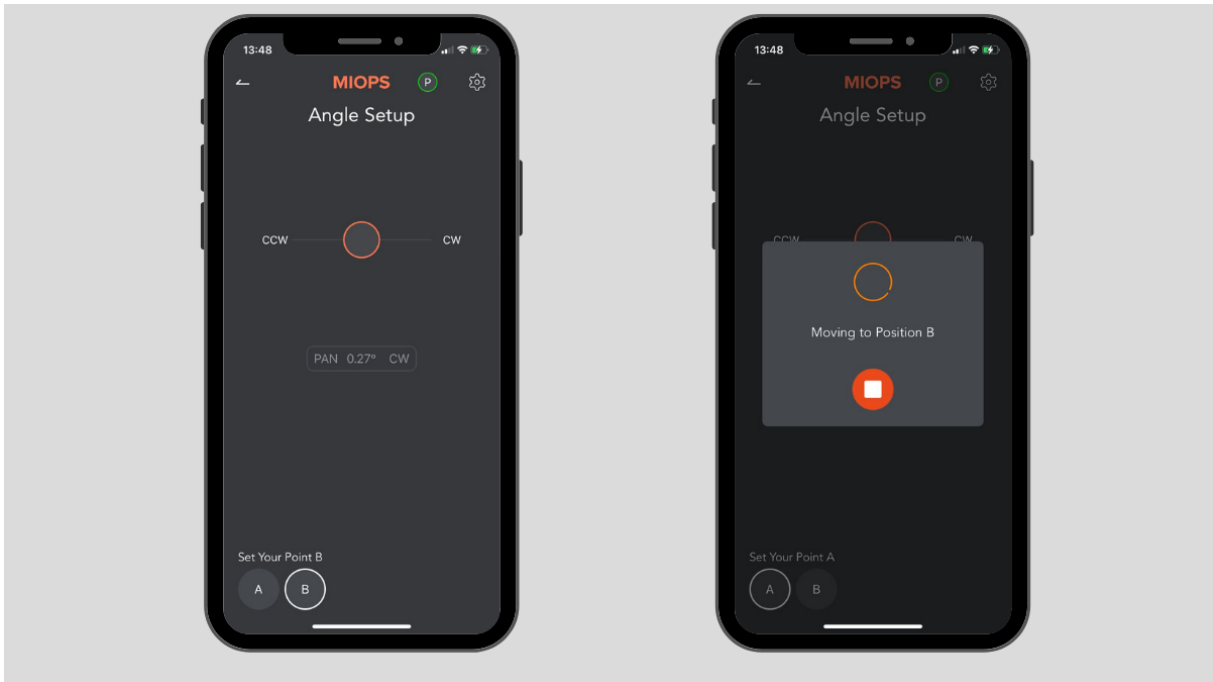 13:48
MIOPS P
Angle Setup
CCW CW
PAN 0.27° CW
Set Your Point B
A B
13:48
MIOPS P
Angle Setup
CCW CW
Moving to Position B
Set Your Point A
A B